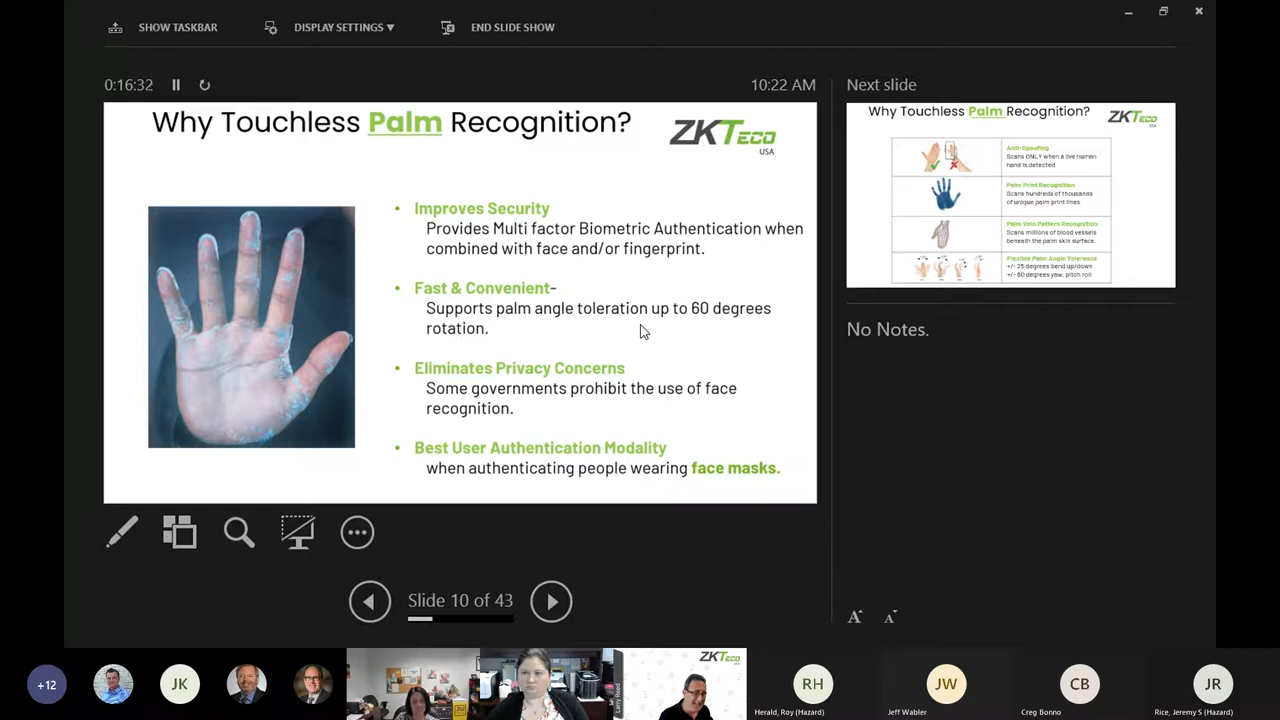 SHOW TASKBAR
DISPLAY SETTINGS ▼
END SLIDE SHOW
0:16:32
10:22 AM
Why Touchless Palm Recognition?
ZKTECO
USA
• Improves Security
Provides Multi factor Biometric Authentication when
combined with face and/or fingerprint.
• Fast & Convenient-
Supports palm angle toleration up to 60 degrees
rotation.
• Eliminates Privacy Concerns
Some governments prohibit the use of face
recognition.
• Best User Authentication Modality
when authenticating people wearing face masks.
Next slide
Why Touchless Palm Recognition?
ZKTECO
USA
Anti-Spoofing
Scans ONLY when a live human
hand is detected
Palm Print Recognition
Scans hundreds of thousands
of unique palm print lines
Palm Vein Pattern Recognition
Scans millions of blood vessels
beneath the palm skin surface.
Flexible Palm Angle Tolerance
+/- 25 degrees bend up/down
+/- 60 degrees yaw, pitch roll
No Notes.
Slide 10 of 43
A A
+12
JK
Larry Reed
ZKTECO
RH
Herald, Roy (Hazard)
JW
Jeff Wabler
CB
Creg Bonno
JR
Rice, Jeremy S (Hazard)